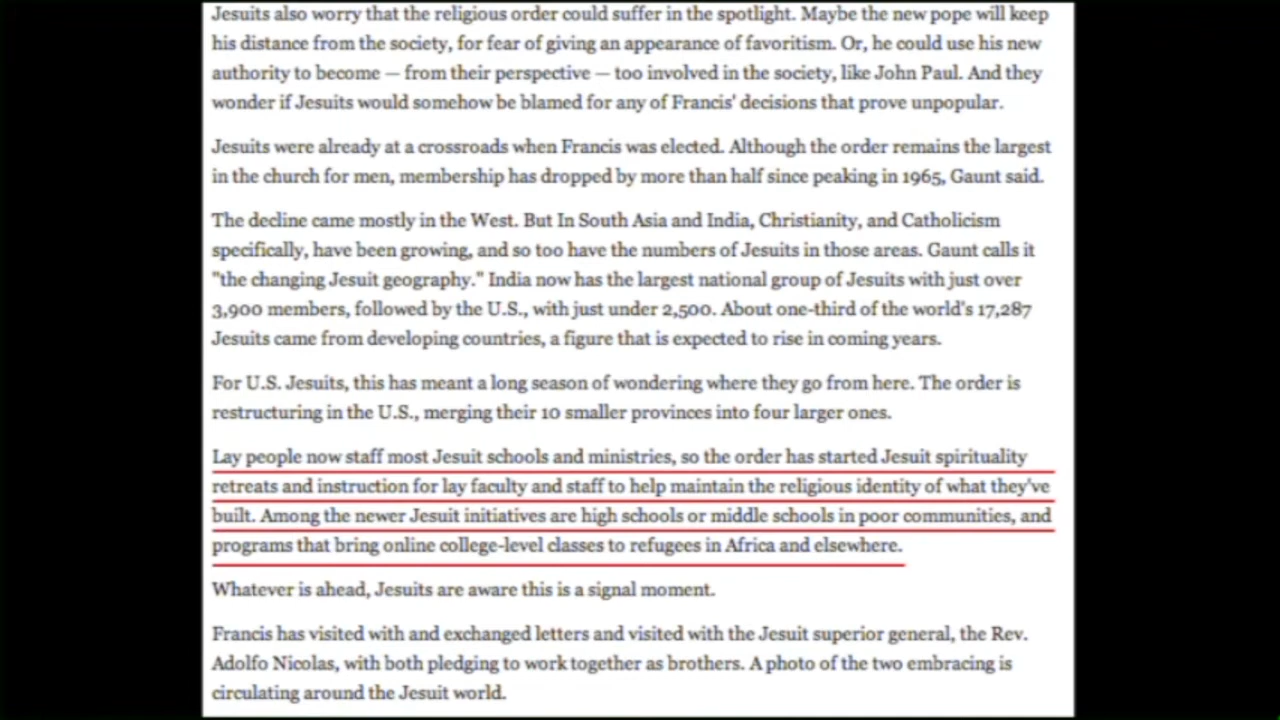 Jesuits also worry that the religious order could suffer in the spotlight. Maybe the new pope will keep
his distance from the society, for fear of giving an appearance of favoritism. Or, he could use his new
authority to become — from their perspective — too involved in the society, like John Paul. And they
wonder if Jesuits would somehow be blamed for any of Francis' decisions that prove unpopular.
Jesuits were already at a crossroads when Francis was elected. Although the order remains the largest
in the church for men, membership has dropped by more than half since peaking in 1965, Gaunt said.
The decline came mostly in the West. But In South Asia and India, Christianity, and Catholicism
specifically, have been growing, and so too have the numbers of Jesuits in those areas. Gaunt calls it
"the changing Jesuit geography." India now has the largest national group of Jesuits with just over
3,900 members, followed by the U.S., with just under 2,500. About one-third of the world's 17,287
Jesuits came from developing countries, a figure that is expected to rise in coming years.
For U.S. Jesuits, this has meant a long season of wondering where they go from here. The order is
restructuring in the U.S., merging their 10 smaller provinces into four larger ones.
Lay people now staff most Jesuit schools and ministries, so the order has started Jesuit spirituality
retreats and instruction for lay faculty and staff to help maintain the religious identity of what they've
built. Among the newer Jesuit initiatives are high schools or middle schools in poor communities, and
programs that bring online college-level classes to refugees in Africa and elsewhere.
Whatever is ahead, Jesuits are aware this is a signal moment.
Francis has visited with and exchanged letters and visited with the Jesuit superior general, the Rev.
Adolfo Nicolas, with both pledging to work together as brothers. A photo of the two embracing is
circulating around the Jesuit world.